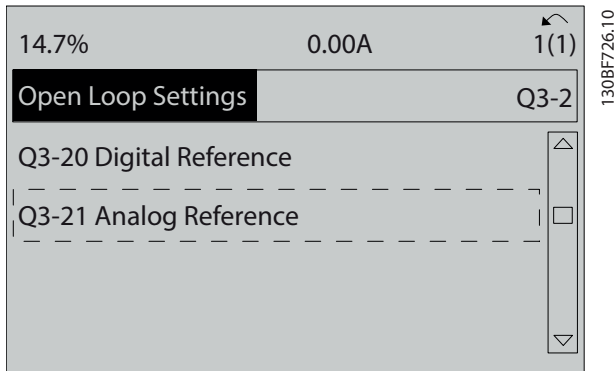 14.7% 0.00A 1(1)
Open Loop Settings Q3-2
Q3-20 Digital Reference
Q3-21 Analog Reference
130BF726.10